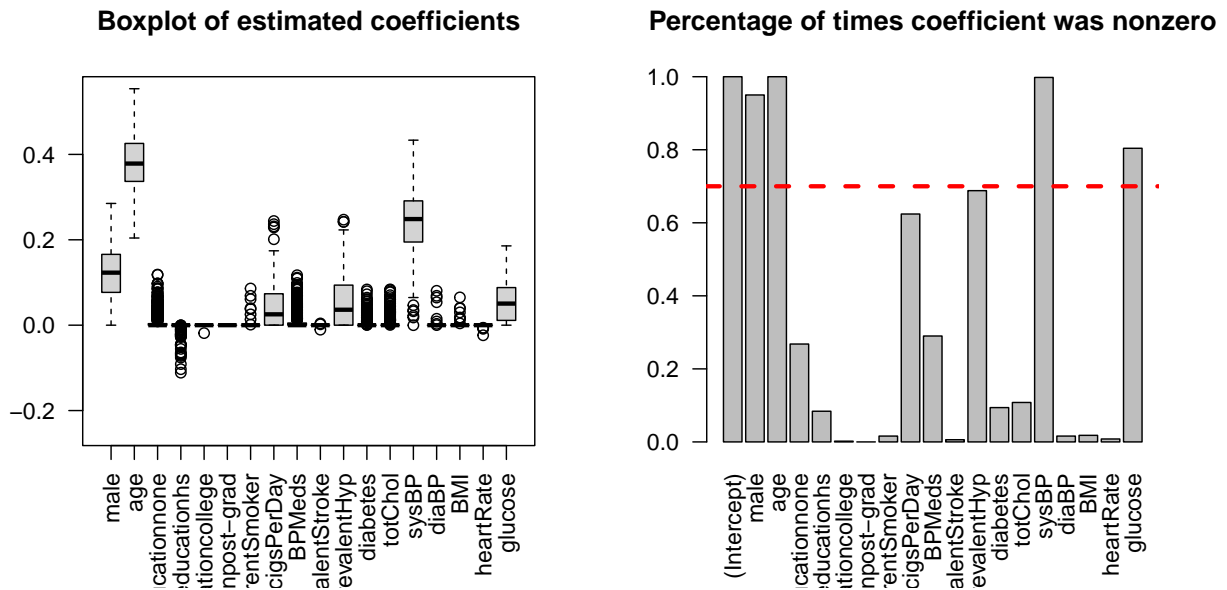 Boxplot of estimated coefficients
0.4
0.2
0.0
−0.2
male
age
ucationnone
educationhs
ationcollege
npost−grad
rentSmoker
cigsPerDay
BPMeds
alentStroke
evalentHyp
diabetes
totChol
sysBP
diaBP
BMI
heartRate
glucose
Percentage of times coefficient was nonzero
1.0
0.8
0.6
0.4
0.2
0.0
(Intercept)
male
age
ucationnone
educationhs
ationcollege
npost−grad
rentSmoker
cigsPerDay
BPMeds
alentStroke
evalentHyp
diabetes
totChol
sysBP
diaBP
BMI
heartRate
glucose